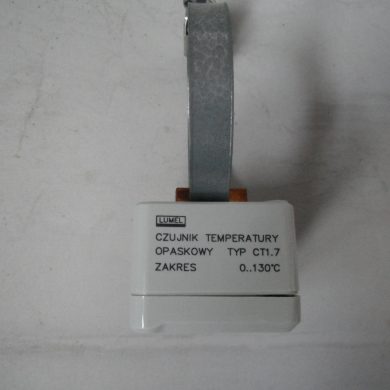 LUMEL
CZUJNIK TEMPERATURY
OPASKOWY TYP CT1.7
ZAKRES 0..130°C